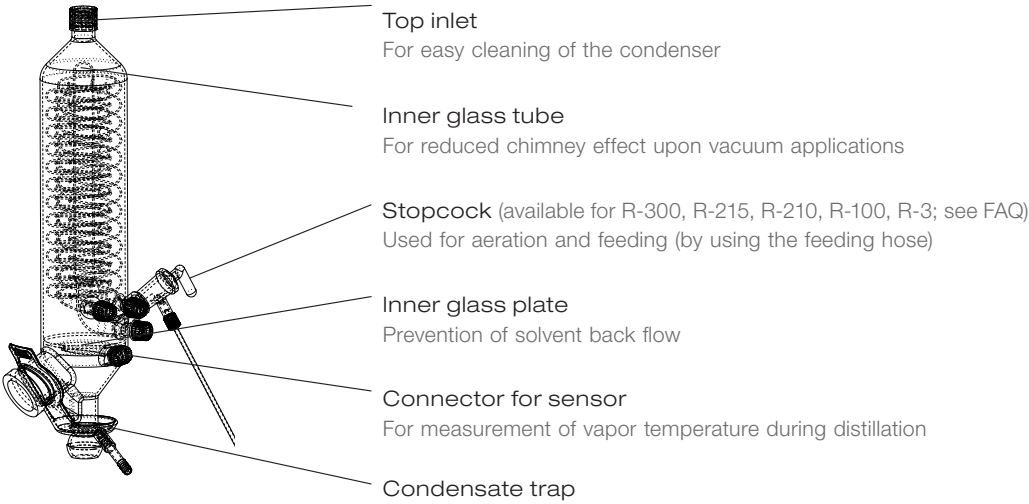 Top inlet
For easy cleaning of the condenser
Inner glass tube
For reduced chimney effect upon vacuum applications
Stopcock (available for R-300, R-215, R-210, R-100, R-3; see FAQ)
Used for aeration and feeding (by using the feeding hose)
Inner glass plate
Prevention of solvent back flow
Connector for sensor
For measurement of vapor temperature during distillation
Condensate trap